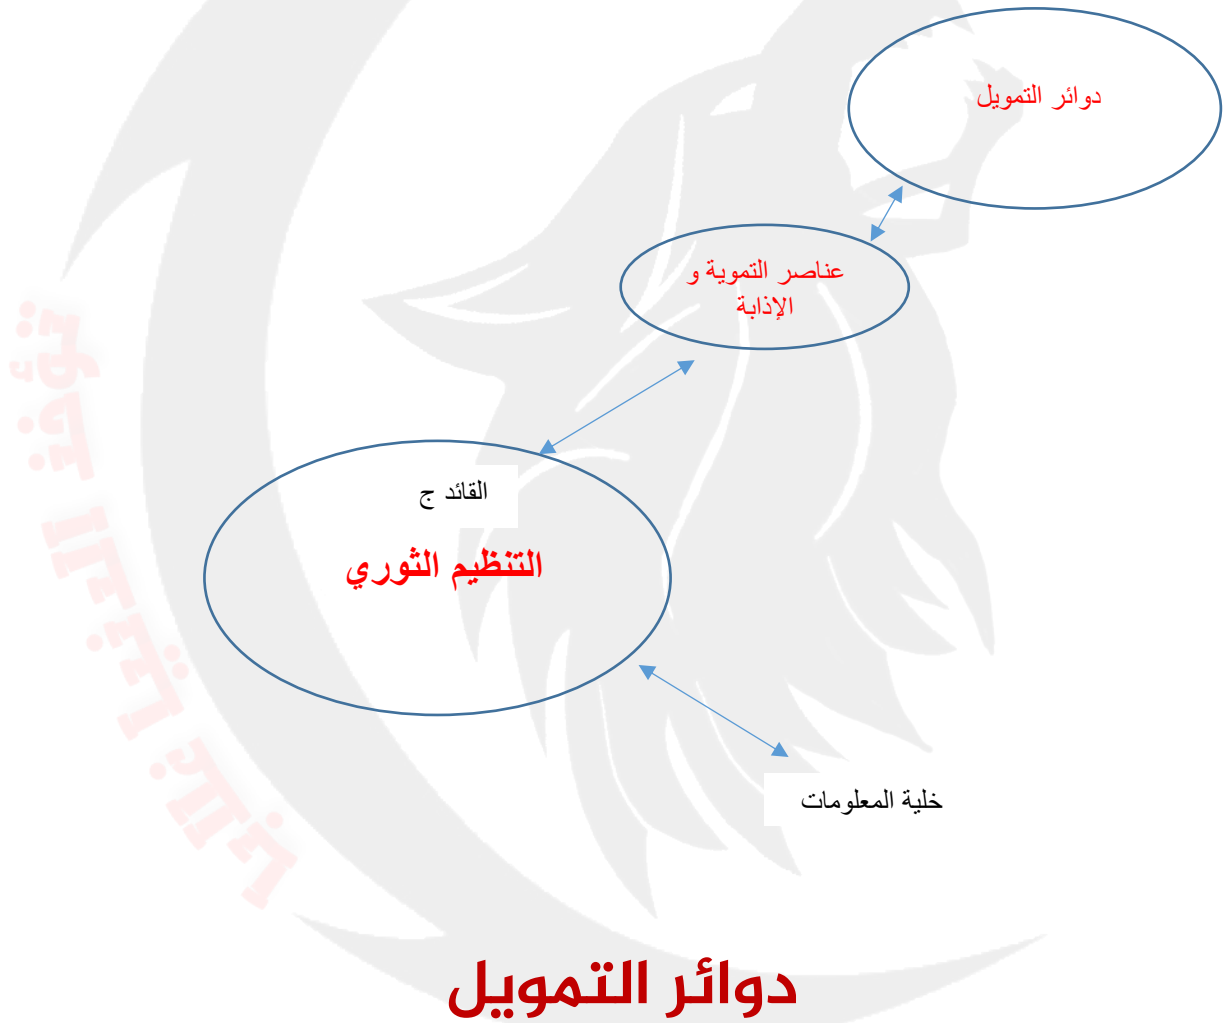 دوائر التمويل
عناصر التموية و
الإذابة
القائد ج
التنظيم الثوري
خلية المعلومات
دوائر التمويل